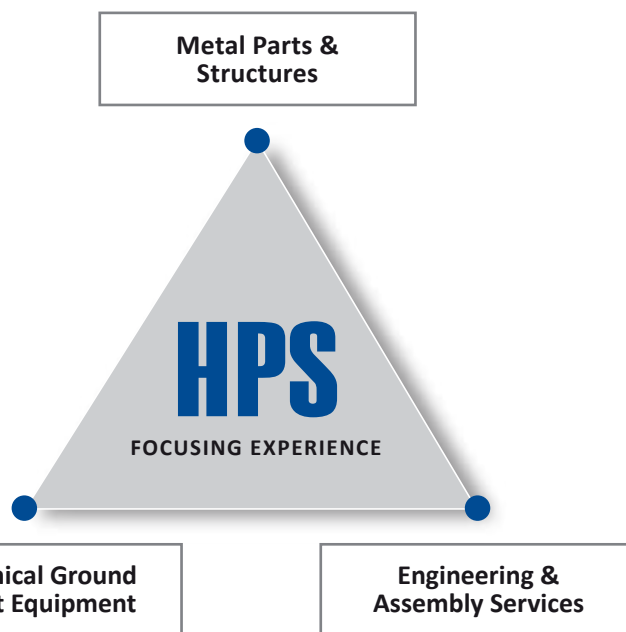 Metal Parts &
Structures
HPS
FOCUSING EXPERIENCE
Ground
Equipment
Engineering &
Assembly Services